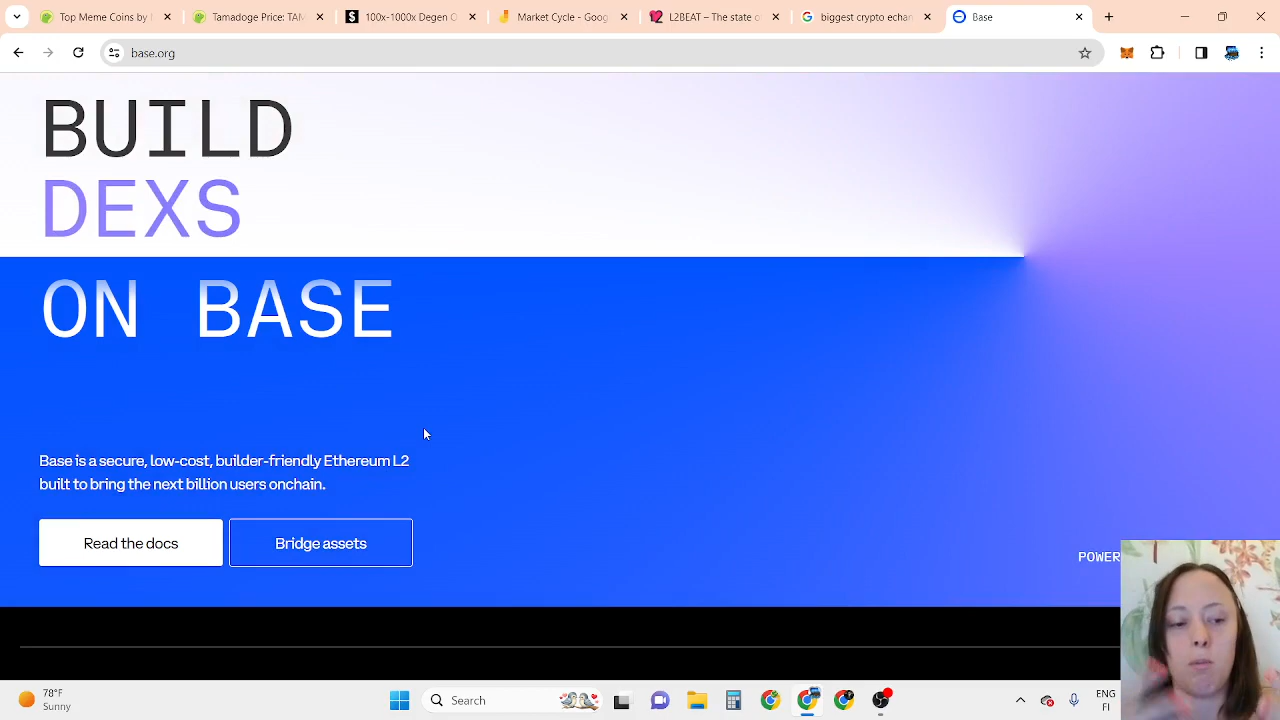 Top Meme Coins by
Tamadoge Price: TAM
100x-1000x Degen O
Market Cycle - Goog
L2BEAT – The state o
biggest crypto echan
Base
base.org
BUILD
DEXS
ON BASE
Base is a secure, low-cost, builder-friendly Ethereum L2
built to bring the next billion users onchain.
Read the docs
Bridge assets
POWER
78°F
Sunny
Search
ENG
FI